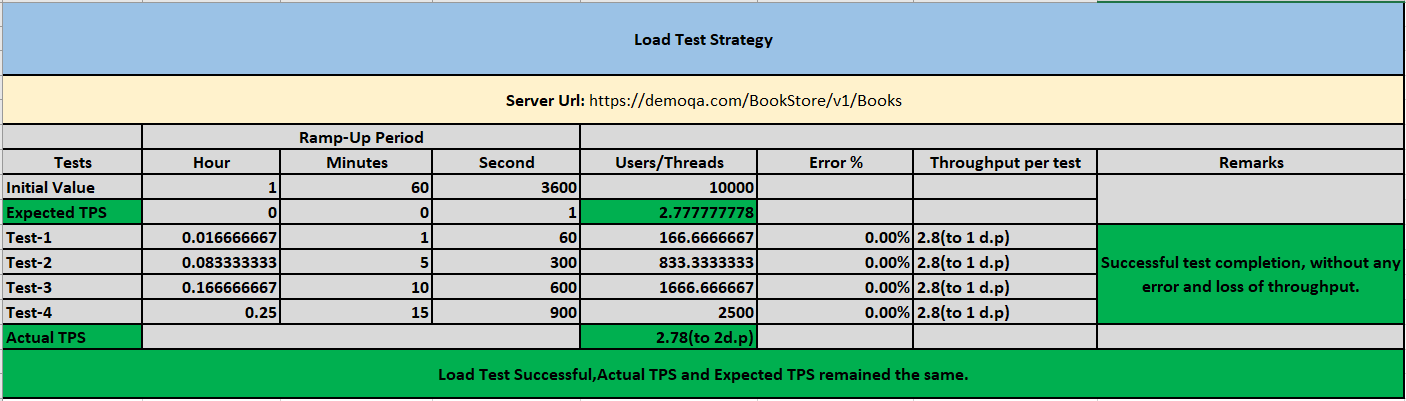 Load Test Strategy
Server Url: https://demoqa.com/BookStore/v1/Books
Ramp-Up Period
Tests Hour Minutes Second Users/Threads Error % Throughput per test Remarks
Initial Value 1 60 3600 10000
Expected TPS 0 0 1 2.777777778
Test-1 0.016666667 1 60 166.6666667 0.00% 2.8(to 1 d.p)
Test-2 0.083333333 5 300 833.3333333 0.00% 2.8(to 1 d.p)
Test-3 0.166666667 10 600 1666.666667 0.00% 2.8(to 1 d.p)
Test-4 0.25 15 900 2500 0.00% 2.8(to 1 d.p)
Successful test completion, without any
error and loss of throughput.
Actual TPS 2.78(to 2d.p)
Load Test Successful,Actual TPS and Expected TPS remained the same.